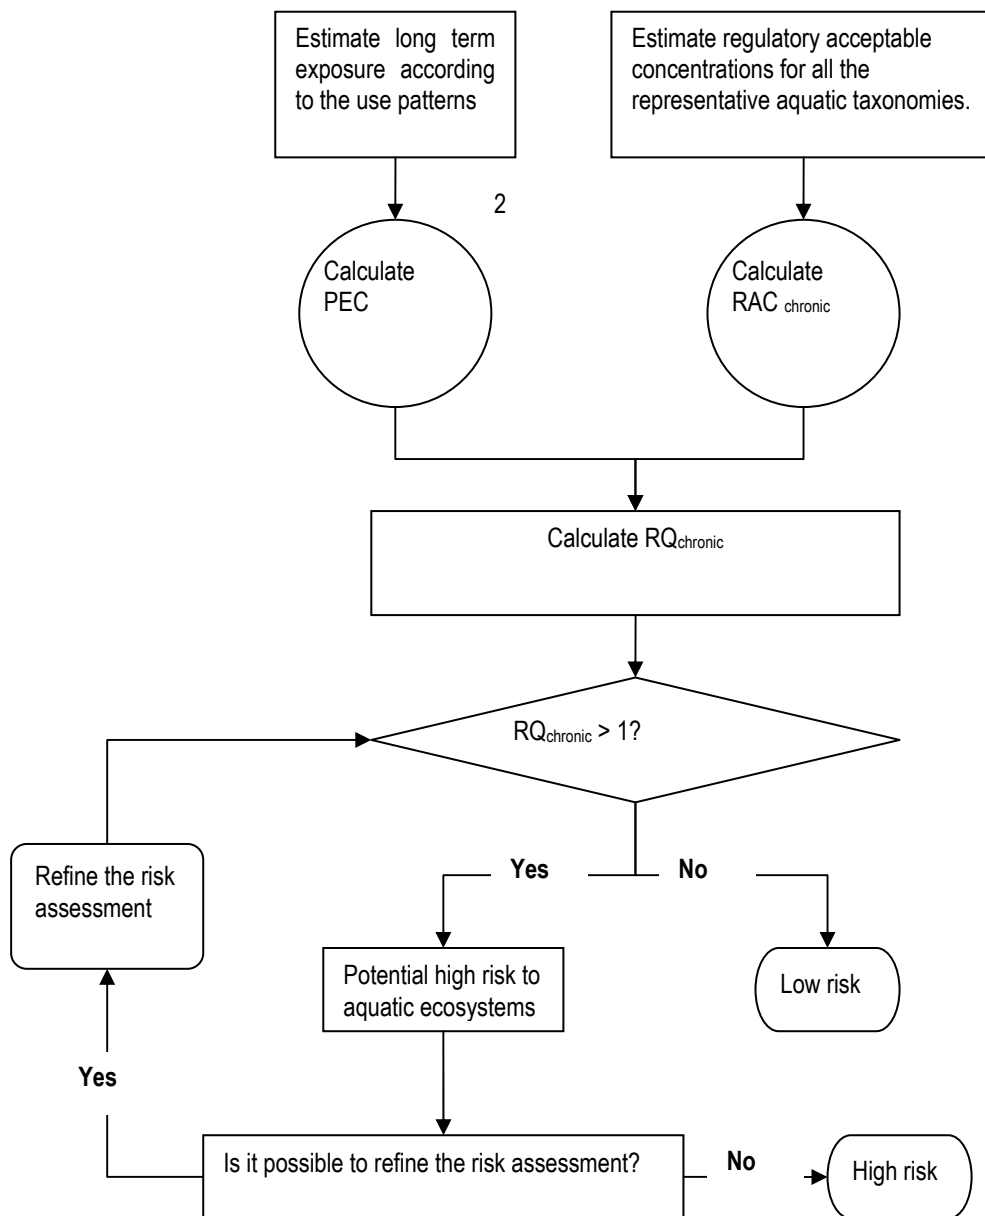 Estimate long term
exposure according
to the use patterns
Estimate regulatory acceptable
concentrations for all the
representative aquatic taxonomies.
2
Calculate
PEC
Calculate
RAC chronic
Calculate RQchronic
RQchronic > 1?
Refine the risk
assessment
Yes
No
Potential high risk to
aquatic ecosystems
Low risk
Yes
Is it possible to refine the risk assessment?
No
High risk